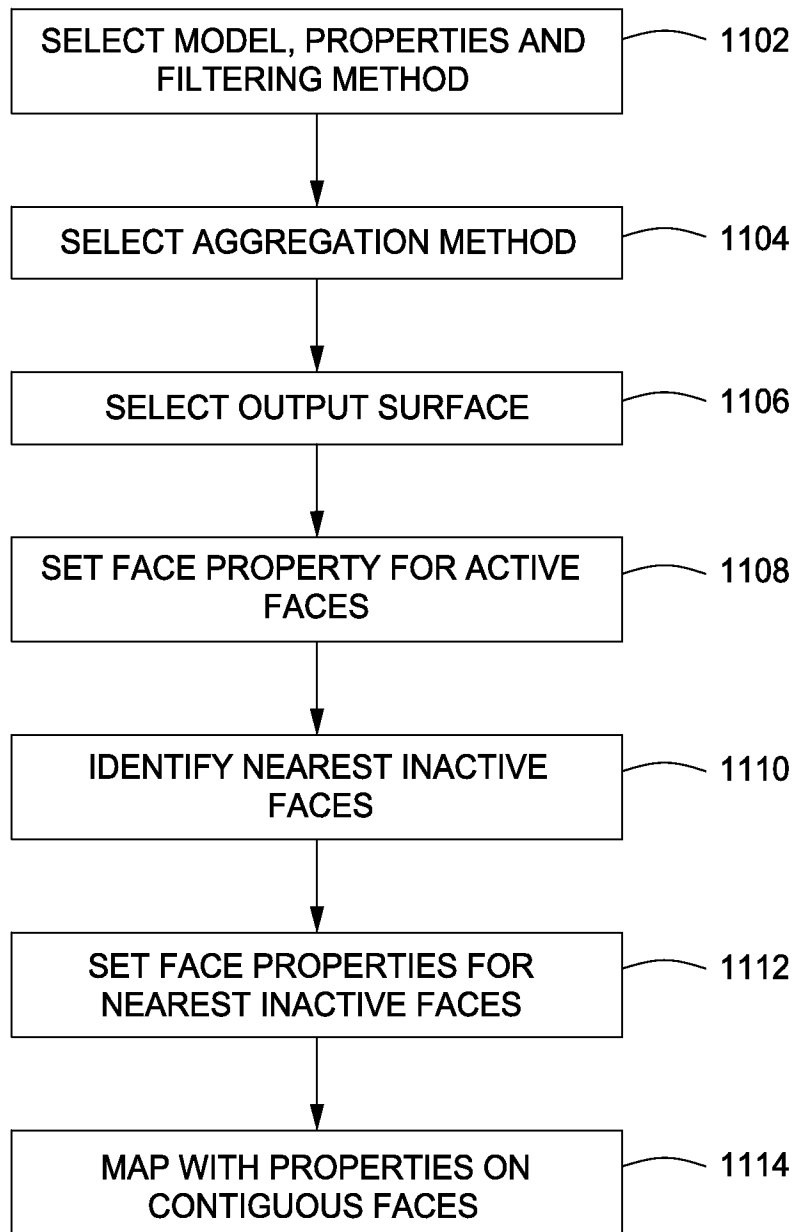 SELECT MODEL, PROPERTIES AND
FILTERING METHOD
1102
SELECT AGGREGATION METHOD
1104
SELECT OUTPUT SURFACE
1106
SET FACE PROPERTY FOR ACTIVE
FACES
1108
IDENTIFY NEAREST INACTIVE
FACES
1110
SET FACE PROPERTIES FOR
NEAREST INACTIVE FACES
1112
MAP WITH PROPERTIES ON
CONTIGUOUS FACES
1114